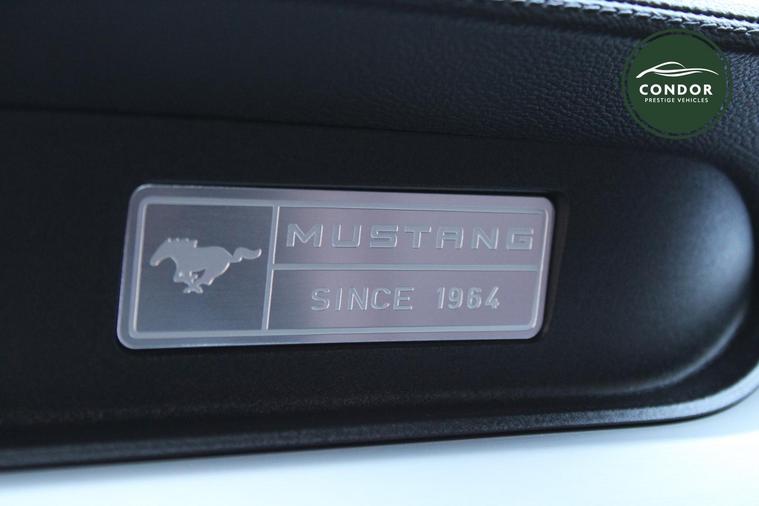 CONDOR
PRESTIGE VEHICLES
MUSTANG
SINCE 1964